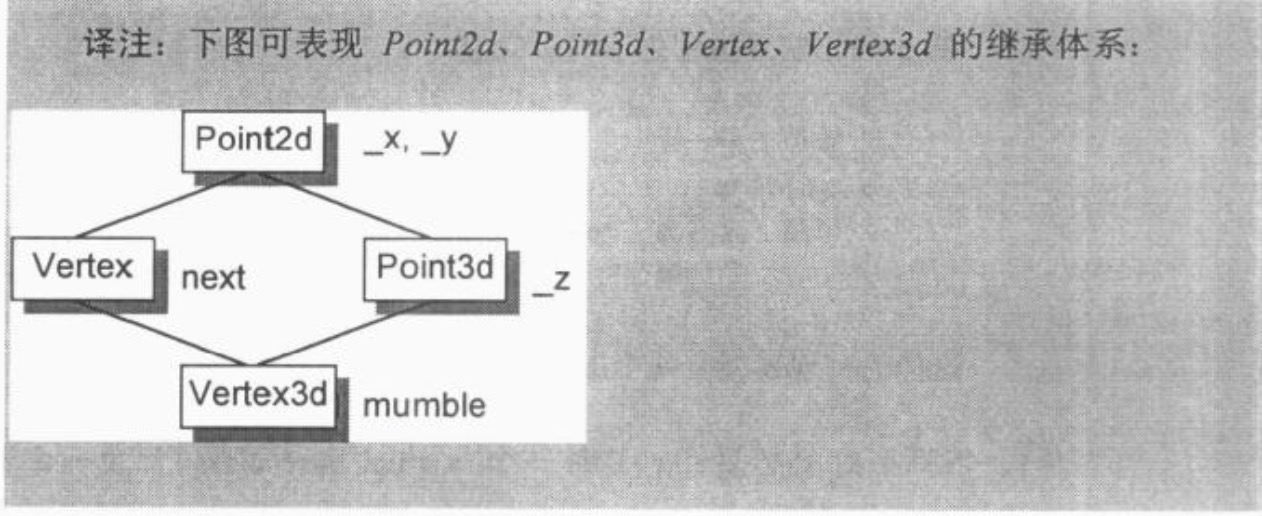 译注：下图可表现 Point2d、Point3d、Vertex、Vertex3d 的继承体系：
Point2d _x, _y
Vertex next Point3d _z
Vertex3d mumble